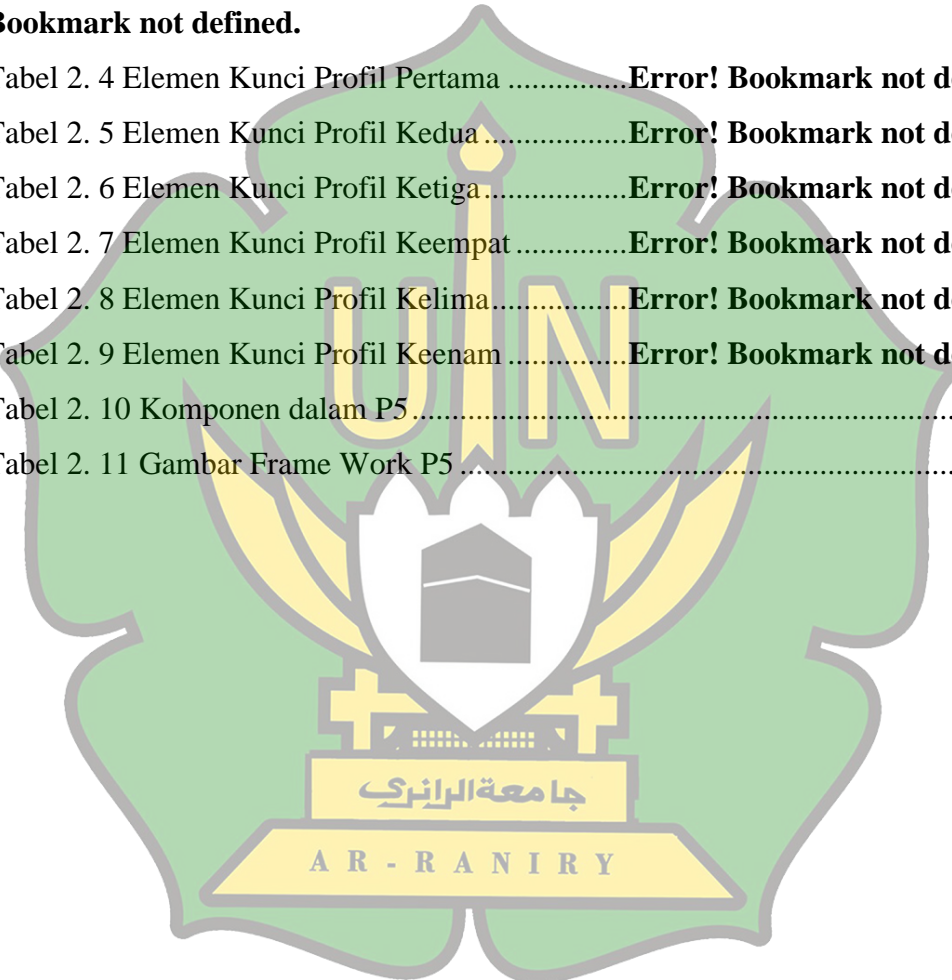 Bookmark not defined.
Tabel 2. 4 Elemen Kunci Profil Pertama ...............Error! Bookmark not d
Tabel 2. 5 Elemen Kunci Profil Kedua ..................Error! Bookmark not d
Tabel 2. 6 Elemen Kunci Profil Ketiga ..................Error! Bookmark not d
Tabel 2. 7 Elemen Kunci Profil Keempat ..............Error! Bookmark not d
Tabel 2. 8 Elemen Kunci Profil Kelima.................Error! Bookmark not d
Tabel 2. 9 Elemen Kunci Profil Keenam ...............Error! Bookmark not d
Tabel 2. 10 Komponen dalam P5 ....................................................................
Tabel 2. 11 Gambar Frame Work P5 ..............................................................
UIN
جامعة الرانري
AR-RANIRY